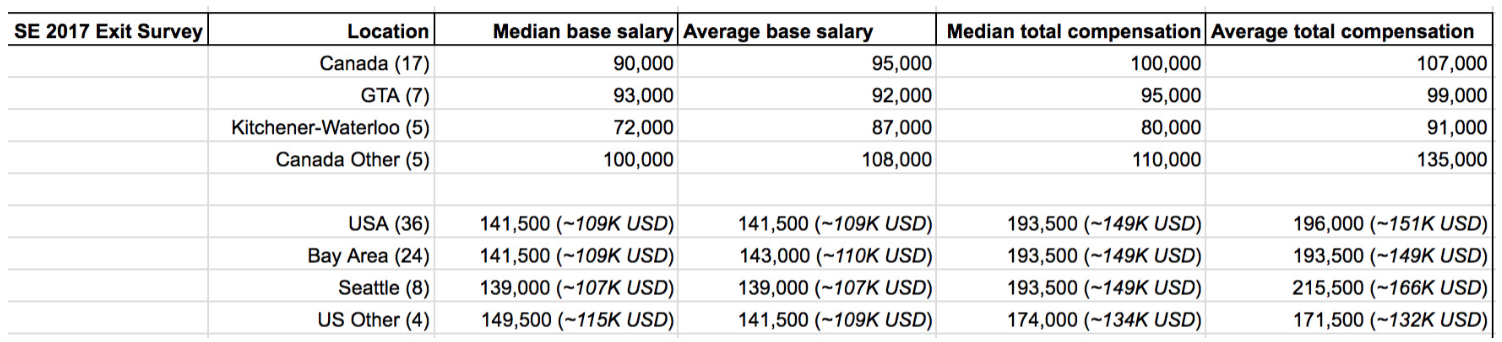 SE 2017 Exit Survey Location Median base salary Average base salary Median total compensation Average total compensation
Canada (17) 90,000 95,000 100,000 107,000
GTA (7) 93,000 92,000 95,000 99,000
Kitchener-Waterloo (5) 72,000 87,000 80,000 91,000
Canada Other (5) 100,000 108,000 110,000 135,000
USA (36) 141,500 (~109K USD) 141,500 (~109K USD) 193,500 (~149K USD) 196,000 (~151K USD)
Bay Area (24) 141,500 (~109K USD) 143,000 (~110K USD) 193,500 (~149K USD) 193,500 (~149K USD)
Seattle (8) 139,000 (~107K USD) 139,000 (~107K USD) 193,500 (~149K USD) 215,500 (~166K USD)
US Other (4) 149,500 (~115K USD) 141,500 (~109K USD) 174,000 (~134K USD) 171,500 (~132K USD)